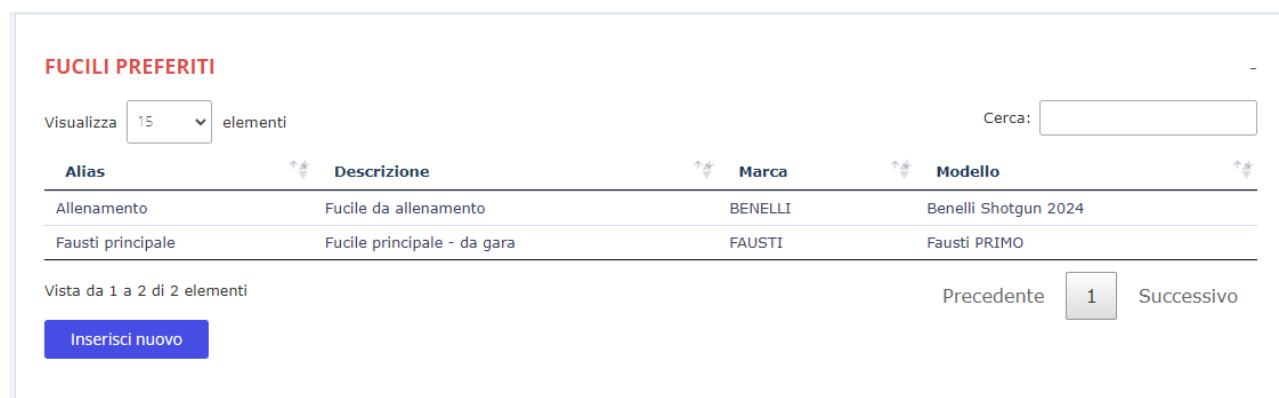 FUCILI PREFERITI -
Visualizza 15 elementi Cerca:
Alias Descrizione Marca Modello
Allenamento Fucile da allenamento BENELLI Benelli Shotgun 2024
Fausti principale Fucile principale - da gara FAUSTI Fausti PRIMO
Vista da 1 a 2 di 2 elementi Precedente 1 Successivo
Inserisci nuovo